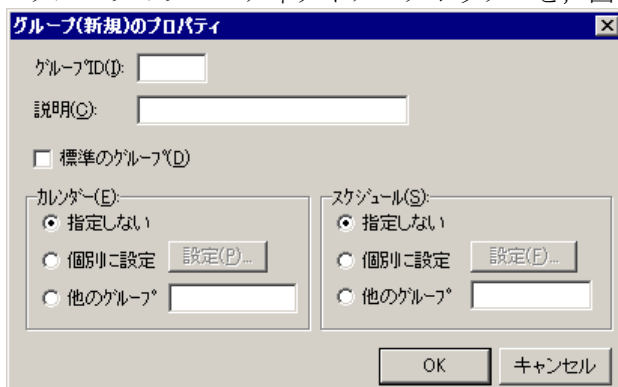 グループ(新規)のプロパティ
グループID(I):
説明(C):
標準のグループ(D)
カレンダー(E):
指定しない
個別に設定 設定(P)...
他のグループ
スケジュール(S):
指定しない
個別に設定 設定(F)...
他のグループ
OK キャンセル